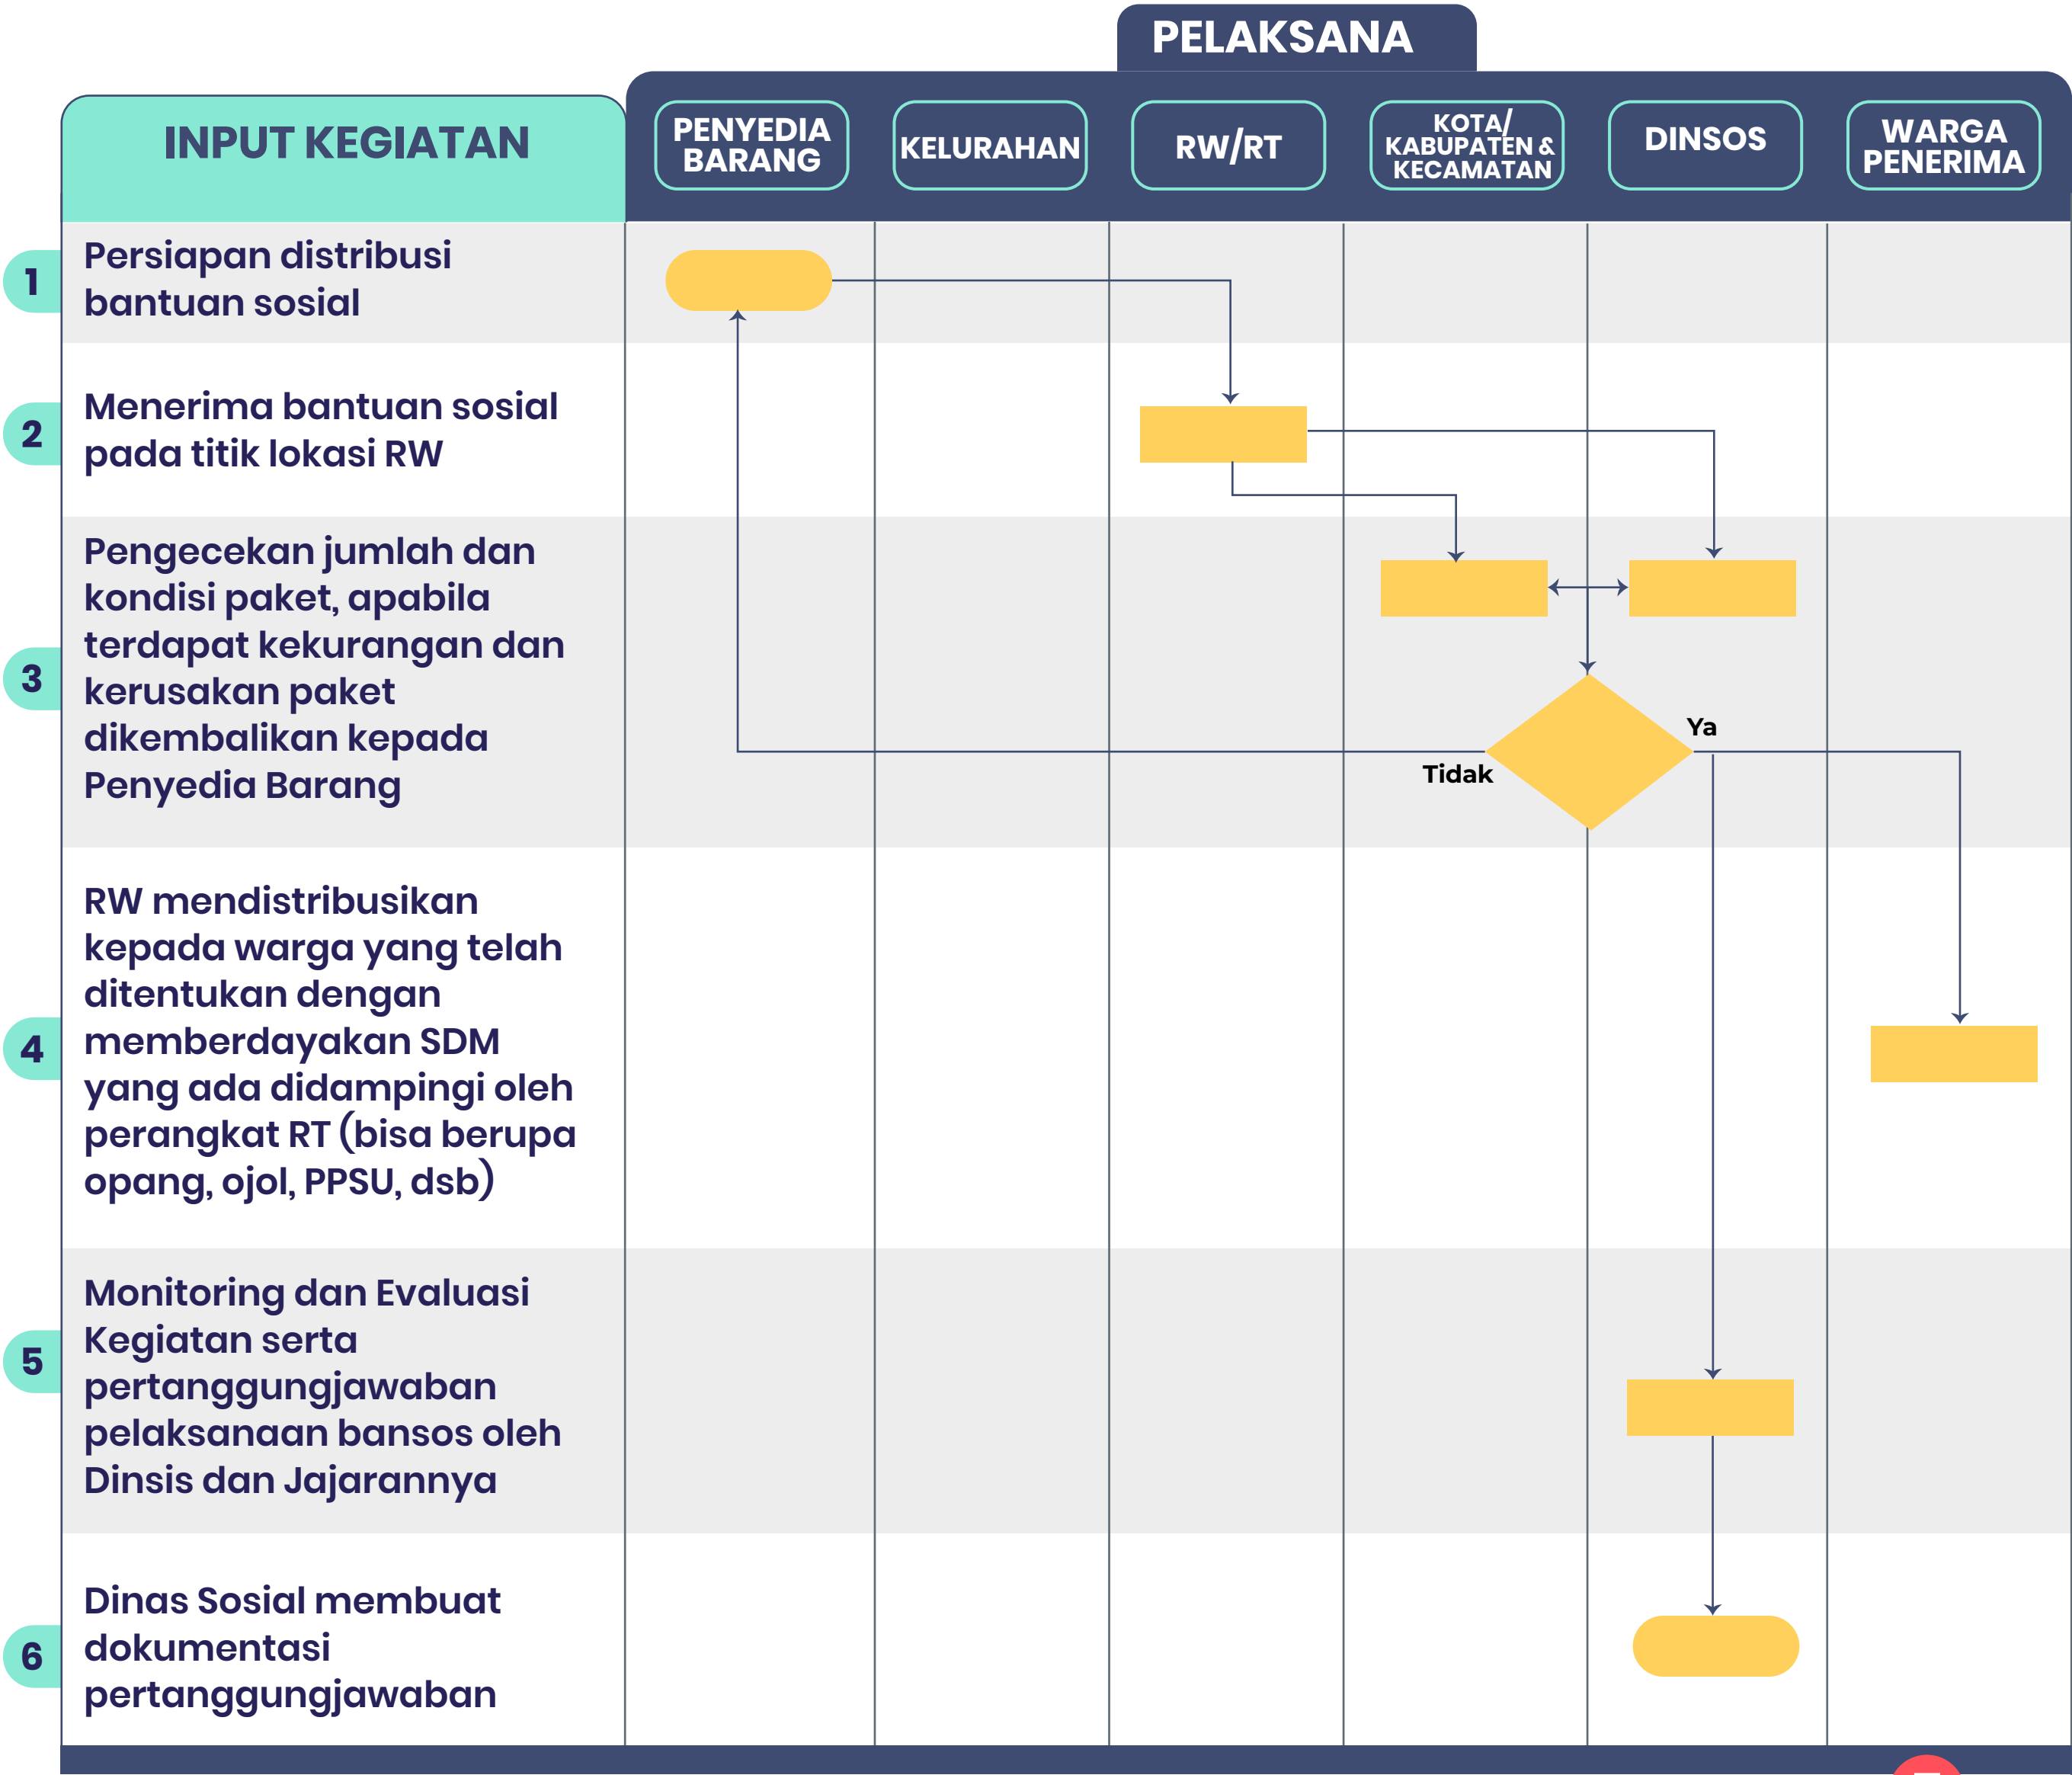 PELAKSANA
INPUT KEGIATAN
PENYEDIA
BARANG
KELURAHAN
RW/RT
KOTA/
KABUPATEN &
KECAMATAN
DINSOS
WARGA
PENERIMA
1
Persiapan distribusi
bantuan sosial
2
Menerima bantuan sosial
pada titik lokasi RW
3
Pengecekan jumlah dan
kondisi paket, apabila
terdapat kekurangan dan
kerusakan paket
dikembalikan kepada
Penyedia Barang
Ya
Tidak
4
RW mendistribusikan
kepada warga yang telah
ditentukan dengan
memberdayakan SDM
yang ada didampingi oleh
perangkat RT (bisa berupa
opang, ojol, PPSU, dsb)
5
Monitoring dan Evaluasi
Kegiatan serta
pertanggungjawaban
pelaksanaan bansos oleh
Dinsis dan Jajarannya
6
Dinas Sosial membuat
dokumentasi
pertanggungjawaban